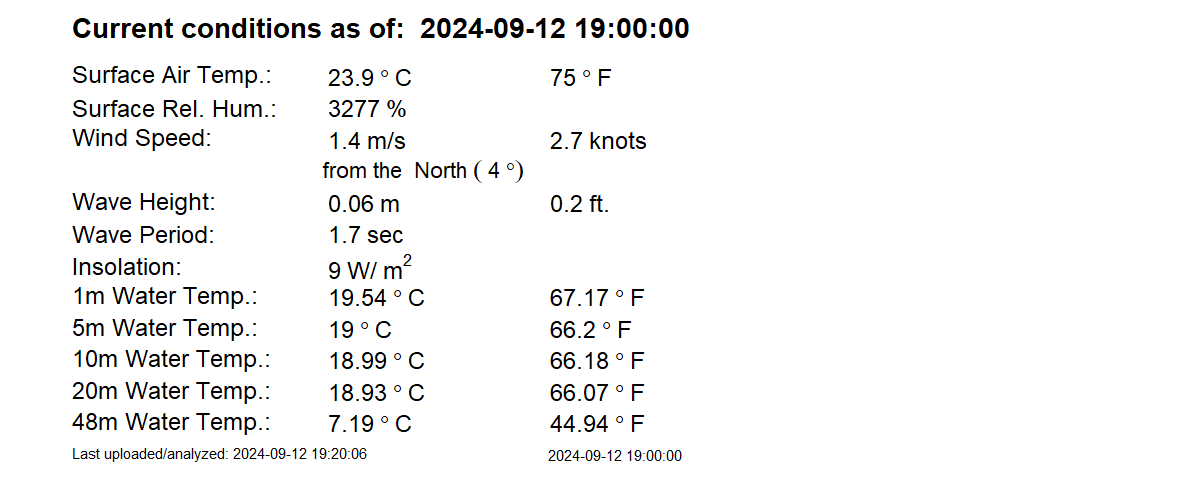 Current conditions as of:  2024-09-12 19:00:00
Surface Air Temp.: 23.9 ° C 75 ° F
Surface Rel. Hum.: 3277 %
Wind Speed: 1.4 m/s 2.7 knots
from the  North ( 4 °)
Wave Height: 0.06 m 0.2 ft.
Wave Period: 1.7 sec
Insolation: 9 W/ m²
1m Water Temp.: 19.54 ° C 67.17 ° F
5m Water Temp.: 19 ° C 66.2 ° F
10m Water Temp.: 18.99 ° C 66.18 ° F
20m Water Temp.: 18.93 ° C 66.07 ° F
48m Water Temp.: 7.19 ° C 44.94 ° F
Last uploaded/analyzed: 2024-09-12 19:20:06 2024-09-12 19:00:00